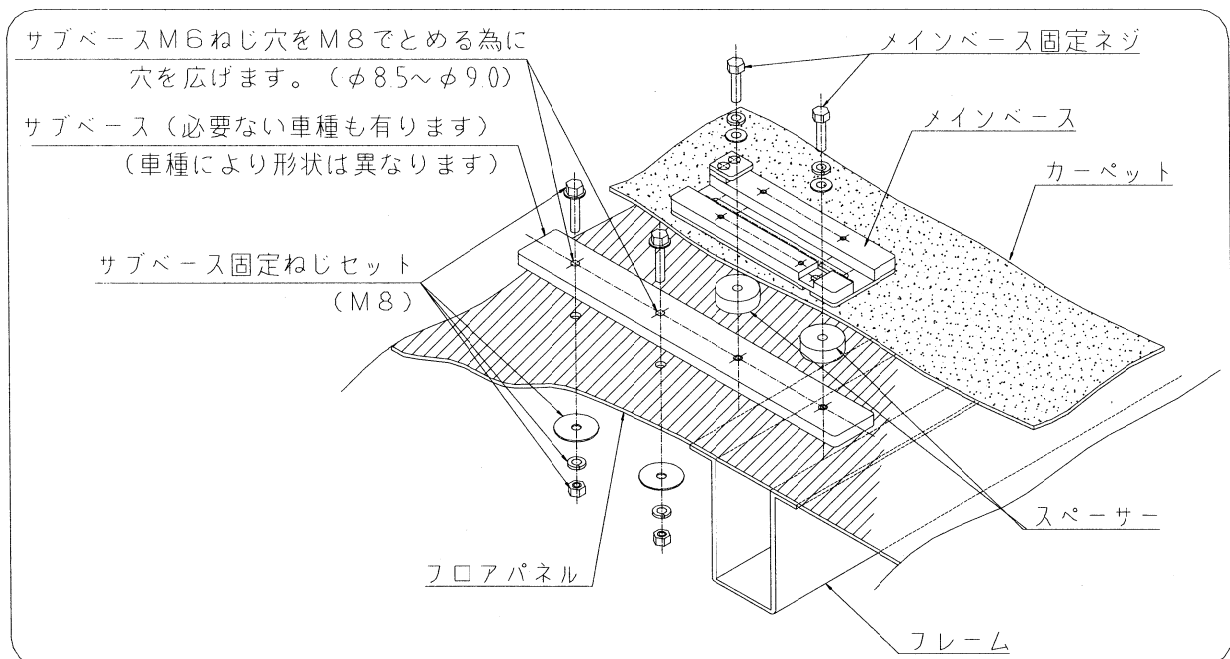 サブベースM6ねじ穴をM8でとめる為に
穴を広げます。（φ8.5～φ9.0）
サブベース（必要ない車種も有ります）
（車種により形状は異なります）
サブベース固定ねじセット
（M8）
フロアパネル
メインベース固定ネジ
メインベース
カーペット
スペーサー
フレーム